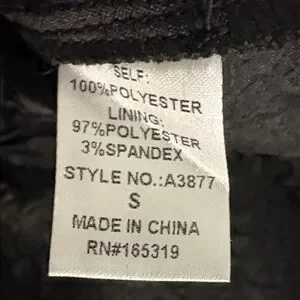 SELF:
100%POLYESTER
LINING:
97%POLYESTER
3%SPANDEX
STYLE NO.:A3877
S
MADE IN CHINA
RN#165319